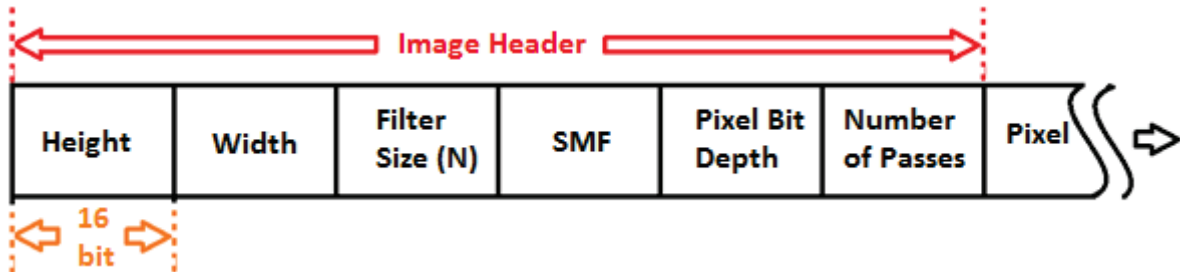 Image Header
Height
Width
Filter
Size (N)
SMF
Pixel Bit
Depth
Number
of Passes
Pixel
16
bit